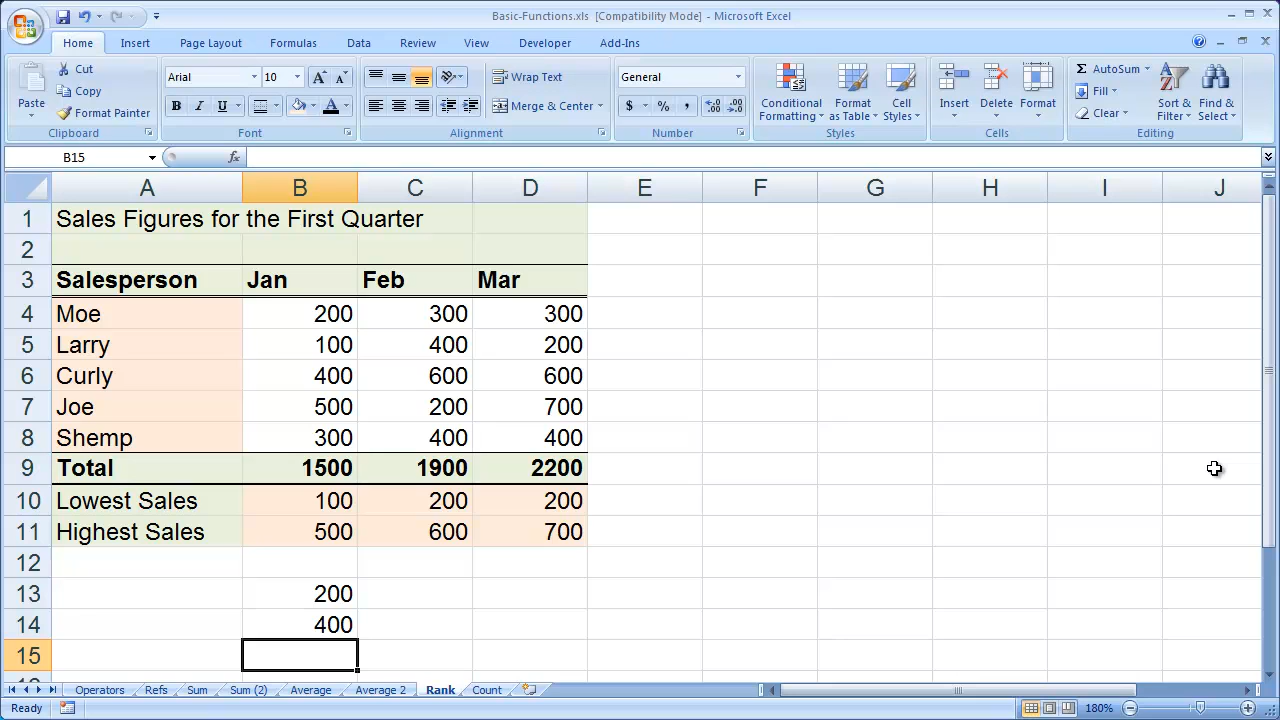 Basic-Functions.xls [Compatibility Mode] - Microsoft Excel
Home Insert Page Layout Formulas Data Review View Developer Add-Ins
Paste Cut Copy Format Painter Clipboard
Arial 10 A A B I U A Font
Wrap Text Merge & Center Alignment
General $ % , .00 .00 Number
Conditional Formatting Format as Table Cell Styles Styles
Insert Delete Format Cells
Σ AutoSum Fill Clear Sort & Filter Find & Select Editing
B15 fx
A B C D E F G H I J
1 Sales Figures for the First Quarter
2
3 Salesperson Jan Feb Mar
4 Moe 200 300 300
5 Larry 100 400 200
6 Curly 400 600 600
7 Joe 500 200 700
8 Shemp 300 400 400
9 Total 1500 1900 2200
10 Lowest Sales 100 200 200
11 Highest Sales 500 600 700
12
13 200
14 400
15
Operators Refs Sum Sum (2) Average Average 2 Rank Count
Ready 180%